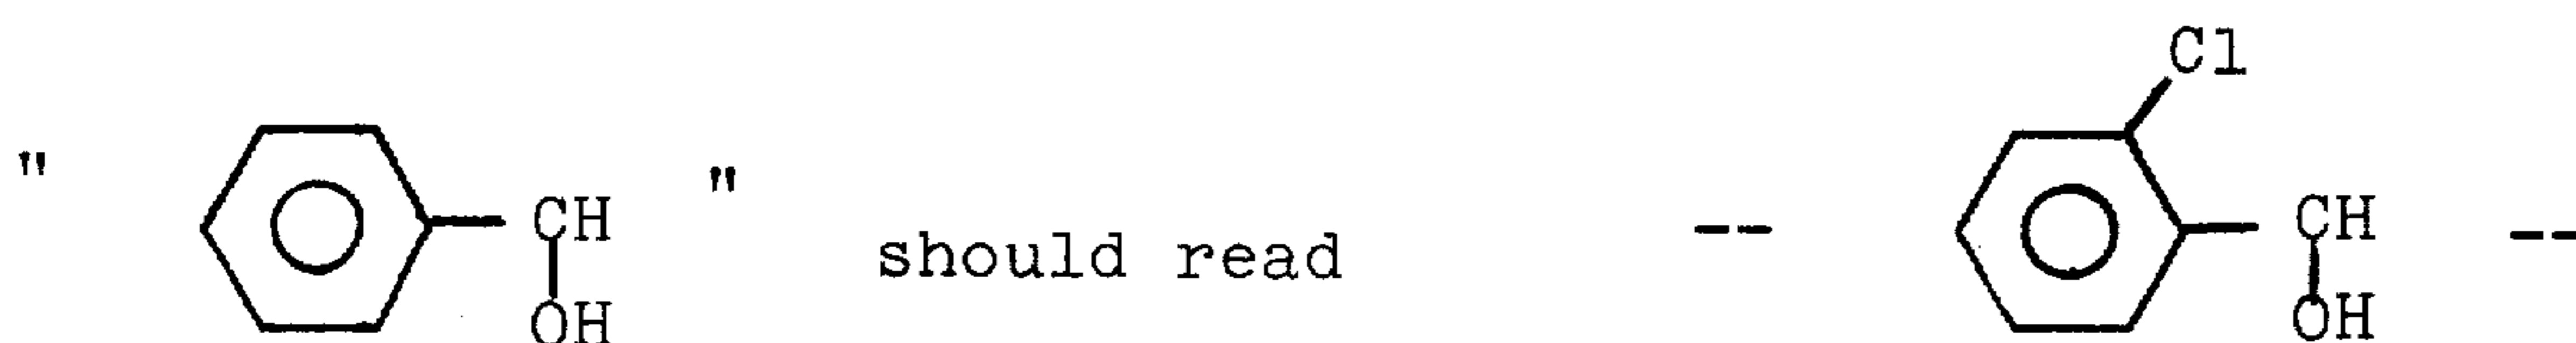 Cl
" CH " should read -- CH --
OH OH